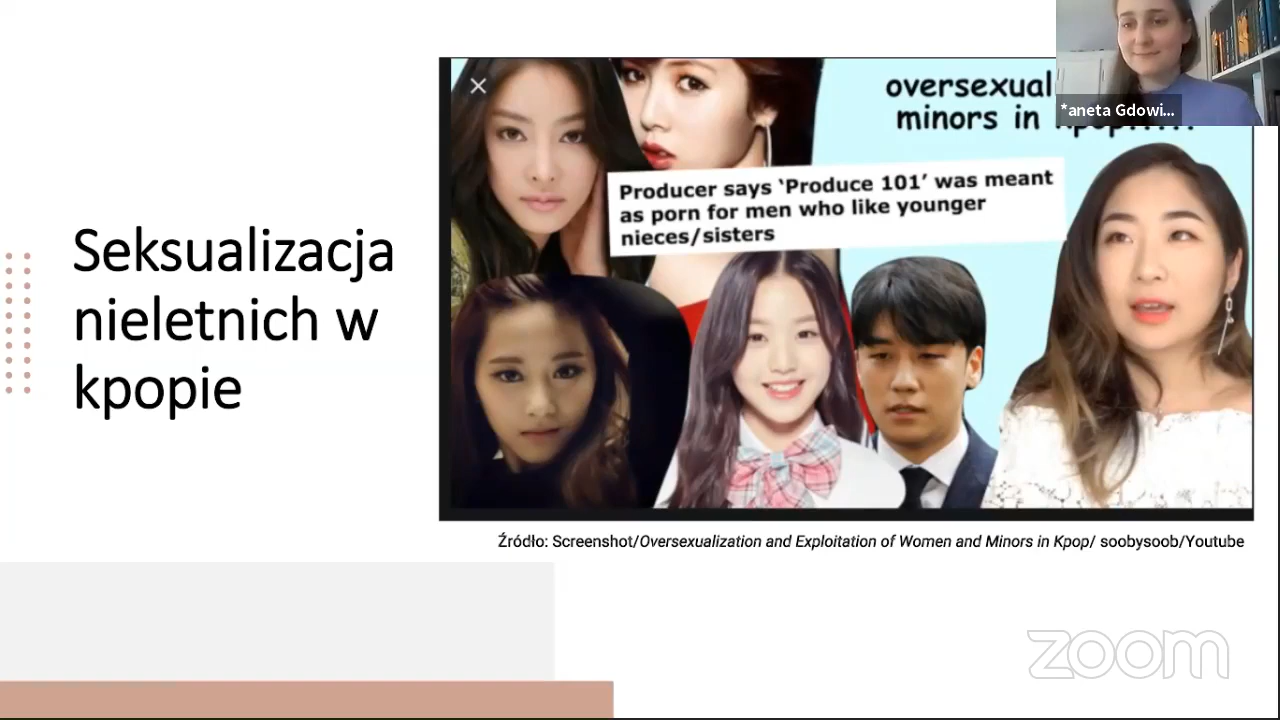 Seksualizacja
nieletnich w
kpopie
oversexual
minors in
Producer says ‘Produce 101’ was meant
as porn for men who like younger
nieces/sisters
*aneta Gdowi...
Źródło: Screenshot/Oversexualization and Exploitation of Women and Minors in Kpop/ soobysoob/Youtube
zoom